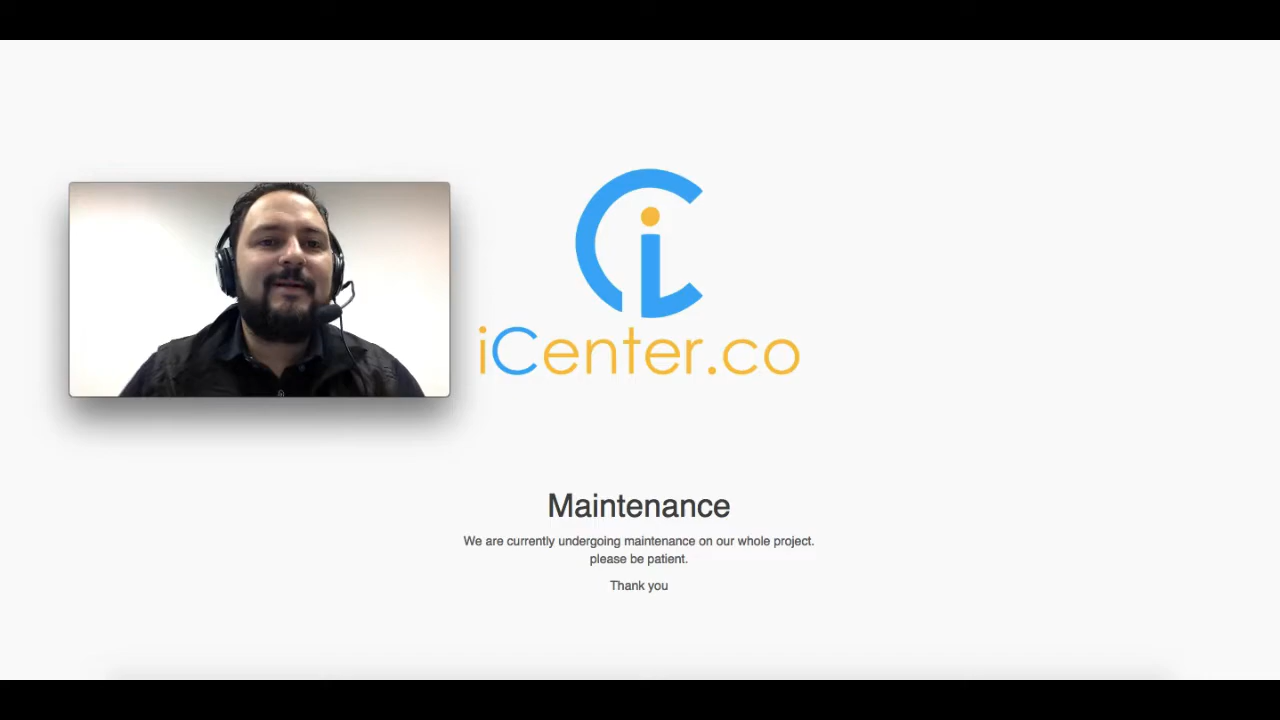 iCenter.co
Maintenance
We are currently undergoing maintenance on our whole project.
please be patient.
Thank you